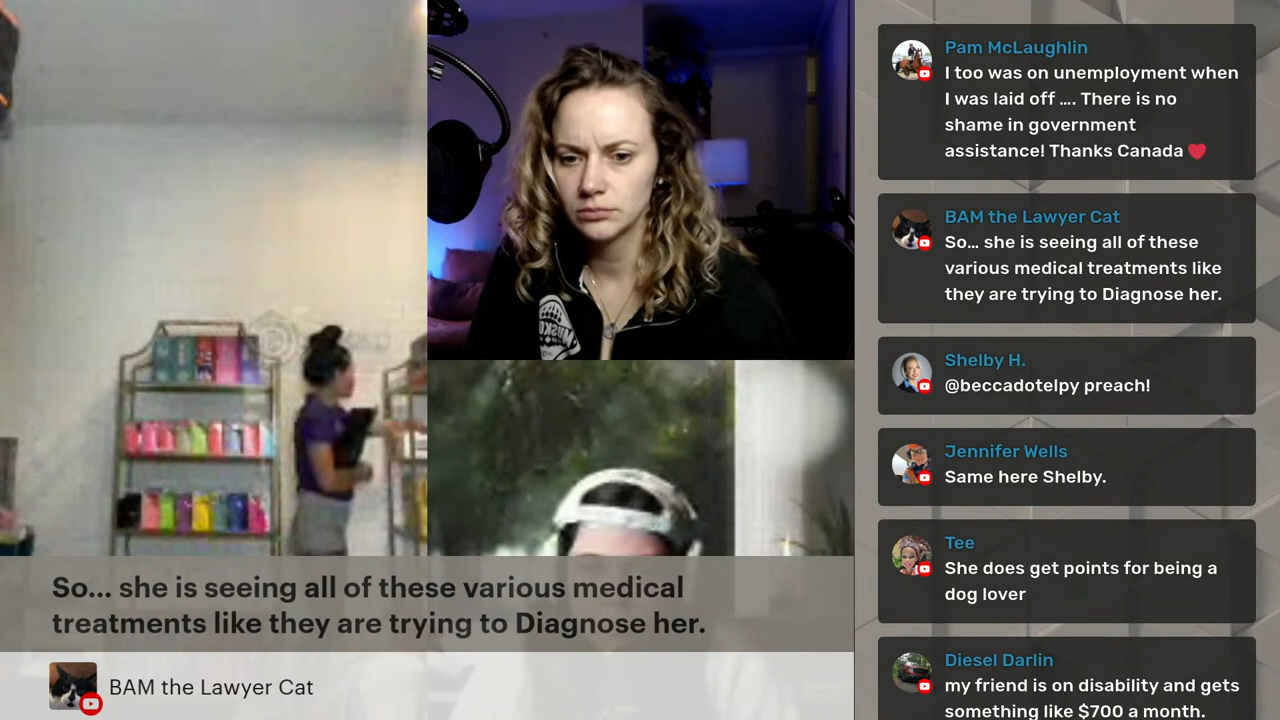 Pam McLaughlin
I too was on unemployment when
I was laid off .... There is no
shame in government
assistance! Thanks Canada ❤️
BAM the Lawyer Cat
So... she is seeing all of these
various medical treatments like
they are trying to Diagnose her.
Shelby H.
@beccadotelpy preach!
Jennifer Wells
Same here Shelby.
Tee
She does get points for being a
dog lover
Diesel Darlin
my friend is on disability and gets
something like $700 a month.
So... she is seeing all of these various medical
treatments like they are trying to Diagnose her.
BAM the Lawyer Cat